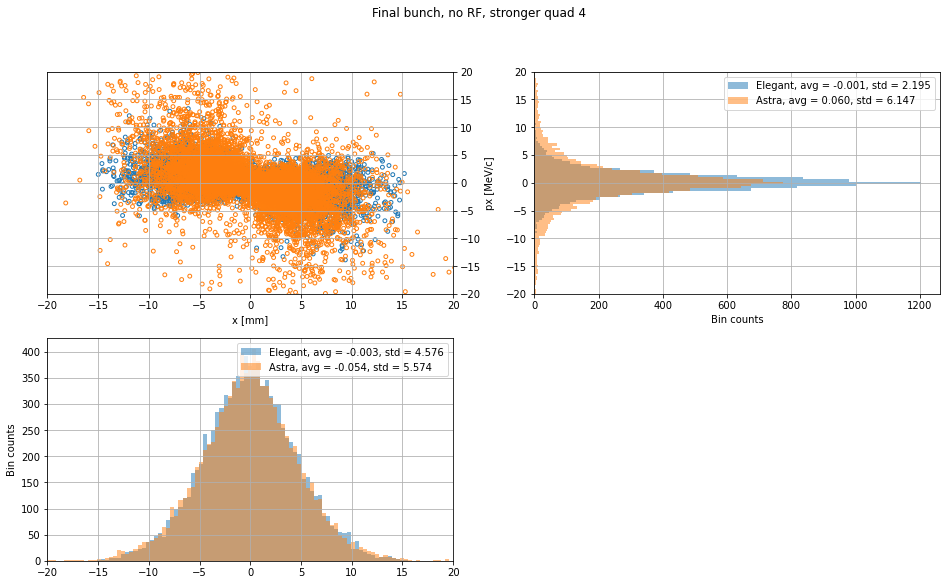 Final bunch, no RF, stronger quad 4
20
15
10
5
0
−5
−10
−15
−20
−20 −15 −10 −5 0 5 10 15 20
x [mm]
px [MeV/c]
20
15
10
5
0
−5
−10
−15
−20
Elegant, avg = -0.001, std = 2.195
Astra, avg = 0.060, std = 6.147
0 200 400 600 800 1000 1200
Bin counts
Bin counts
400
350
300
250
200
150
100
50
0
Elegant, avg = -0.003, std = 4.576
Astra, avg = -0.054, std = 5.574
−20 −15 −10 −5 0 5 10 15 20